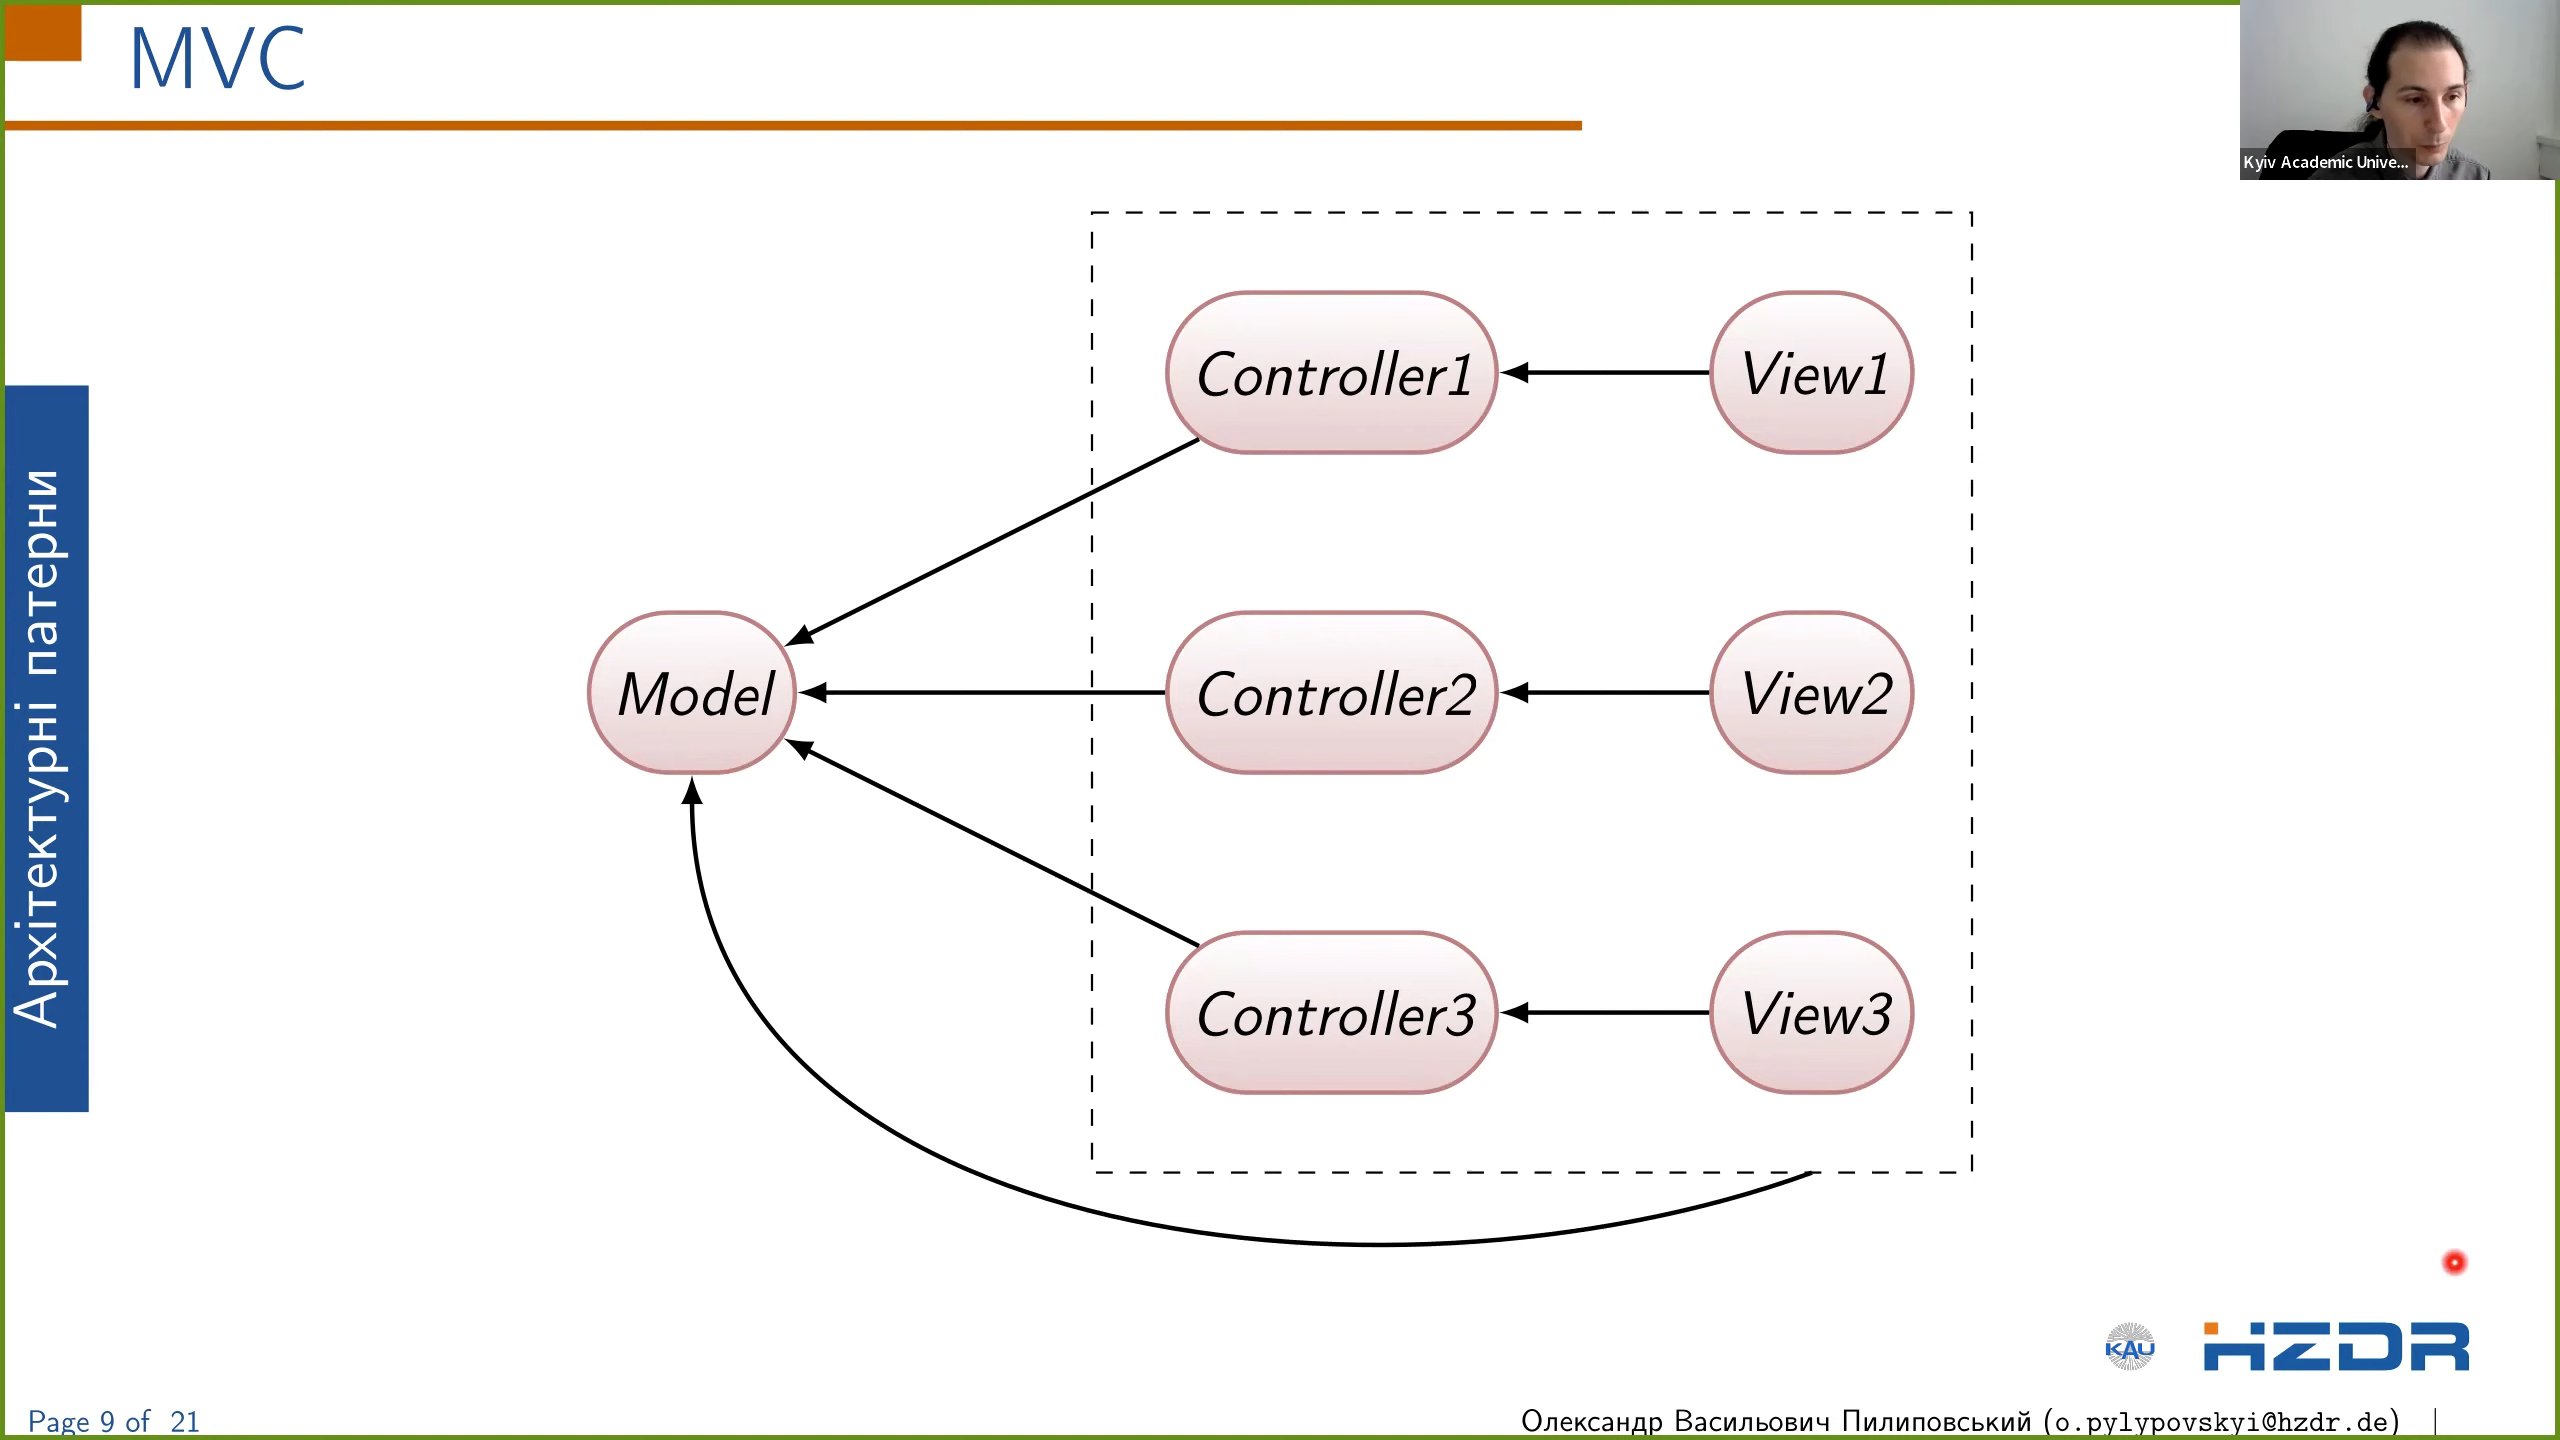 MVC
Kyiv Academic Unive...
Архітектурні патерни
Controller1
View1
Model
Controller2
View2
Controller3
View3
KAU
HZDR
Page 9 of 21
Олександр Васильович Пилиповський (o.pylypovskyi@hzdr.de) |